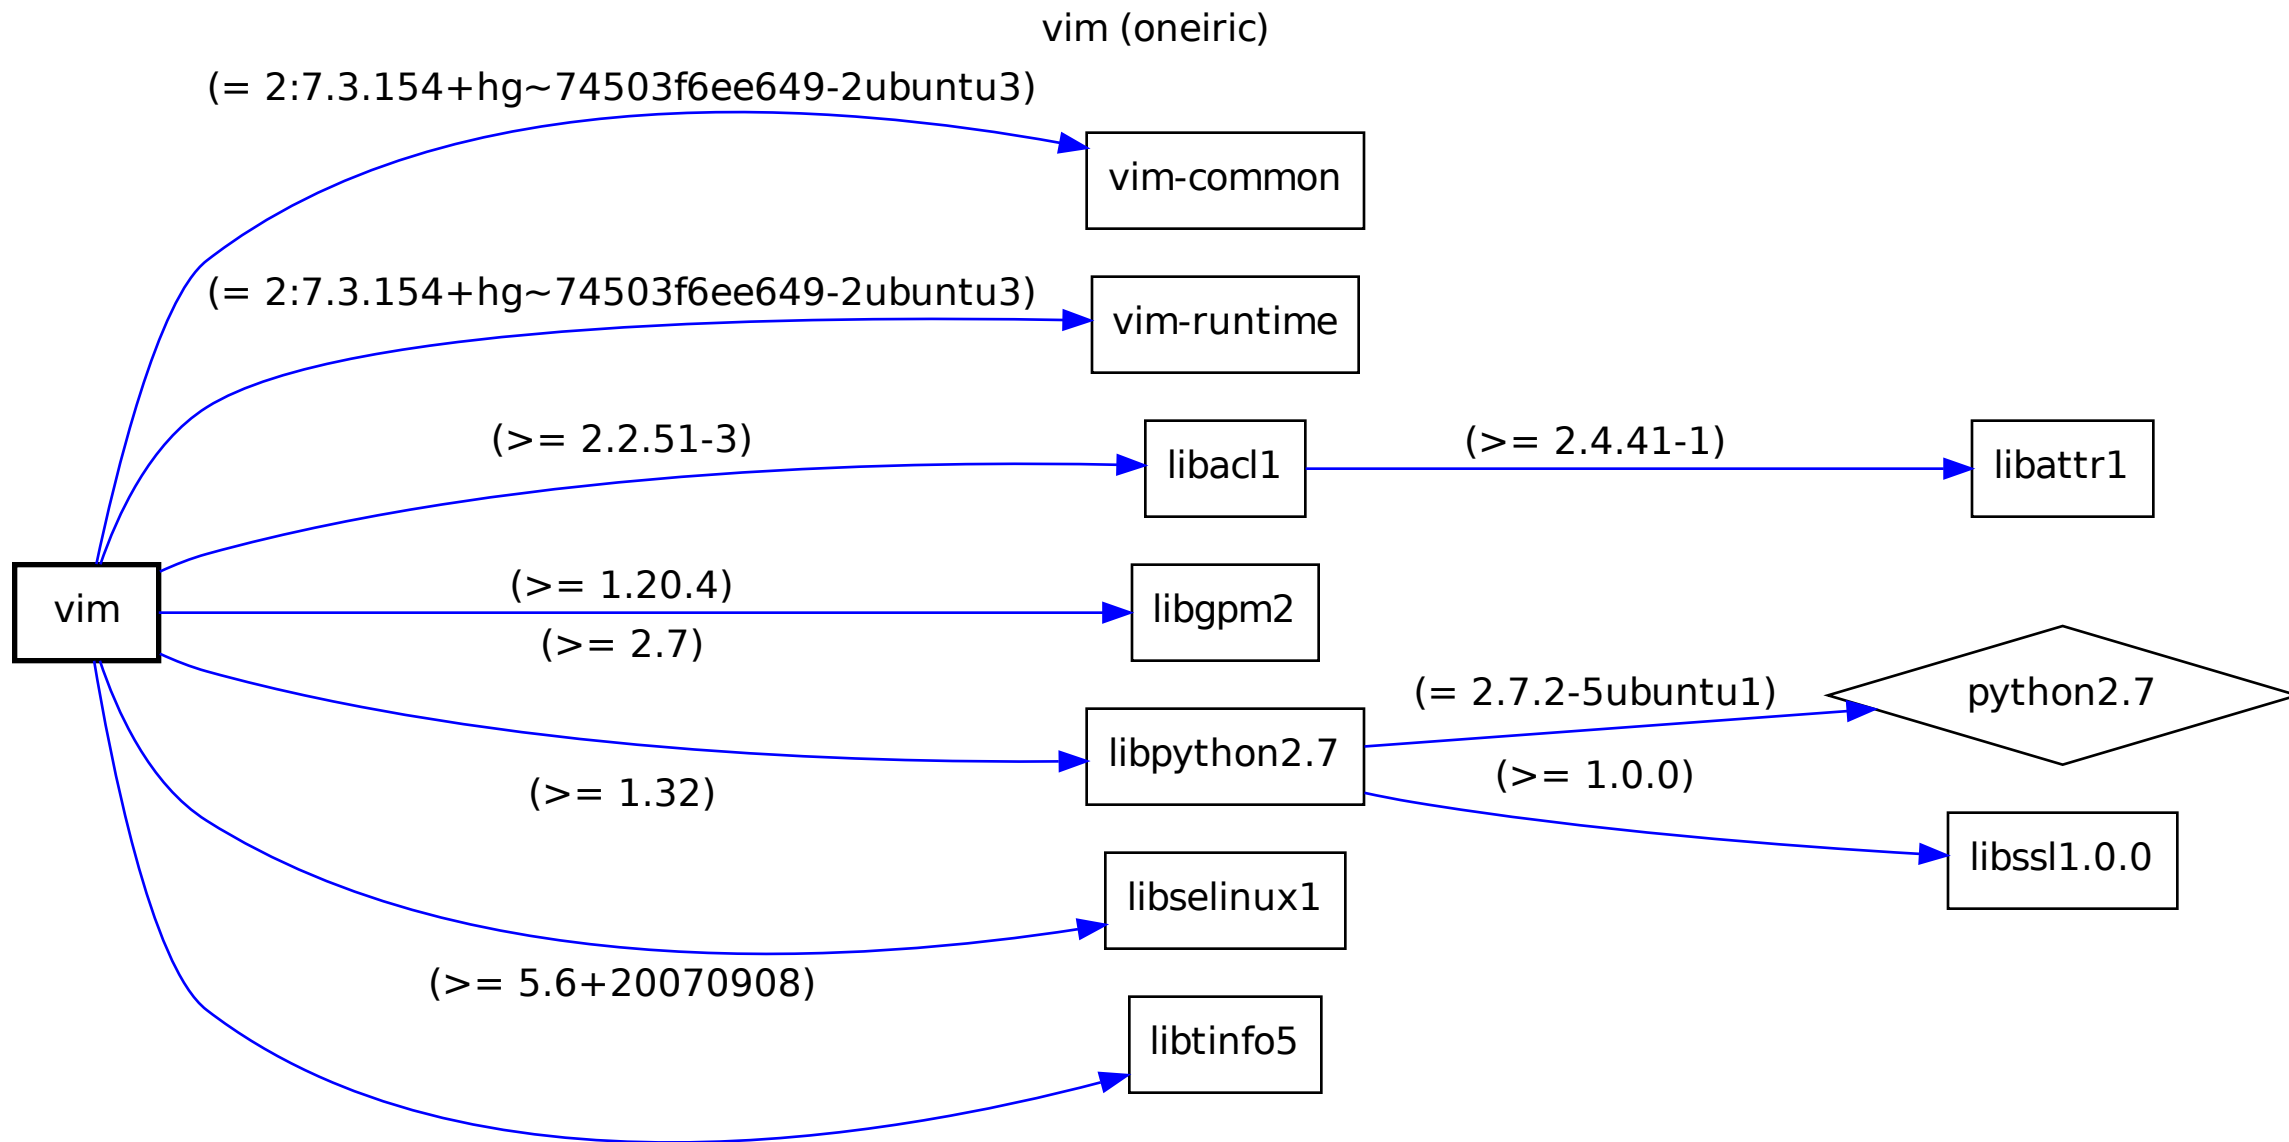 vim (oneiric)
(= 2:7.3.154+hg~74503f6ee649-2ubuntu3)
vim-common
(= 2:7.3.154+hg~74503f6ee649-2ubuntu3)
vim-runtime
(>= 2.2.51-3)
libacl1
(>= 2.4.41-1)
libattr1
vim
(>= 1.20.4)
libgpm2
(>= 2.7)
libpython2.7
(= 2.7.2-5ubuntu1)
python2.7
(>= 1.0.0)
libssl1.0.0
(>= 1.32)
libselinux1
(>= 5.6+20070908)
libtinfo5